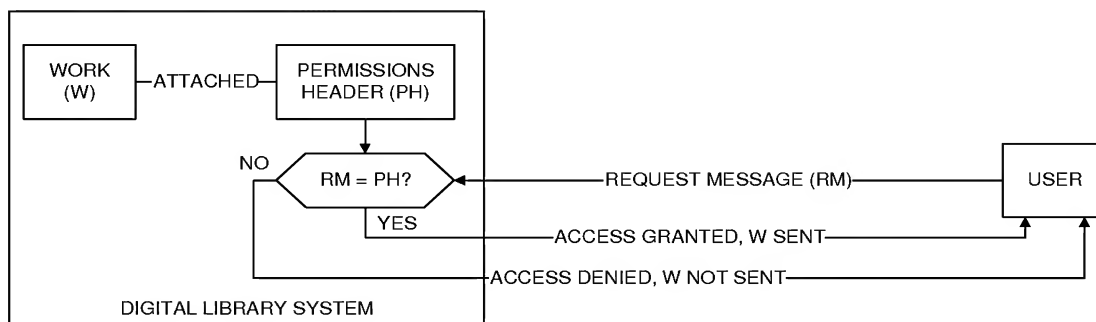 WORK
(W)
ATTACHED
PERMISSIONS
HEADER (PH)
NO
RM = PH?
REQUEST MESSAGE (RM)
USER
YES
ACCESS GRANTED, W SENT
ACCESS DENIED, W NOT SENT
DIGITAL LIBRARY SYSTEM